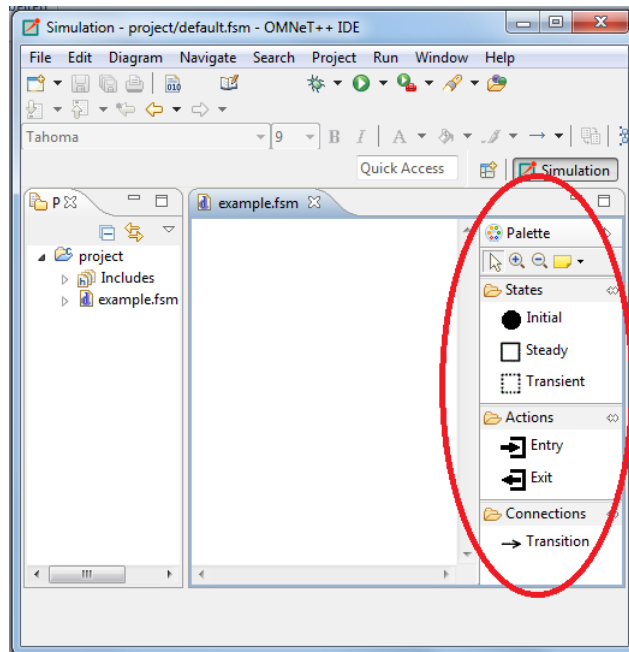 Simulation - project/default.fsm - OMNeT++ IDE
File Edit Diagram Navigate Search Project Run Window Help
010
Tahoma 9 B I A
Quick Access Simulation
P example.fsm
Palette
project
Includes
example.fsm
States
Initial
Steady
Transient
Actions
Entry
Exit
Connections
Transition